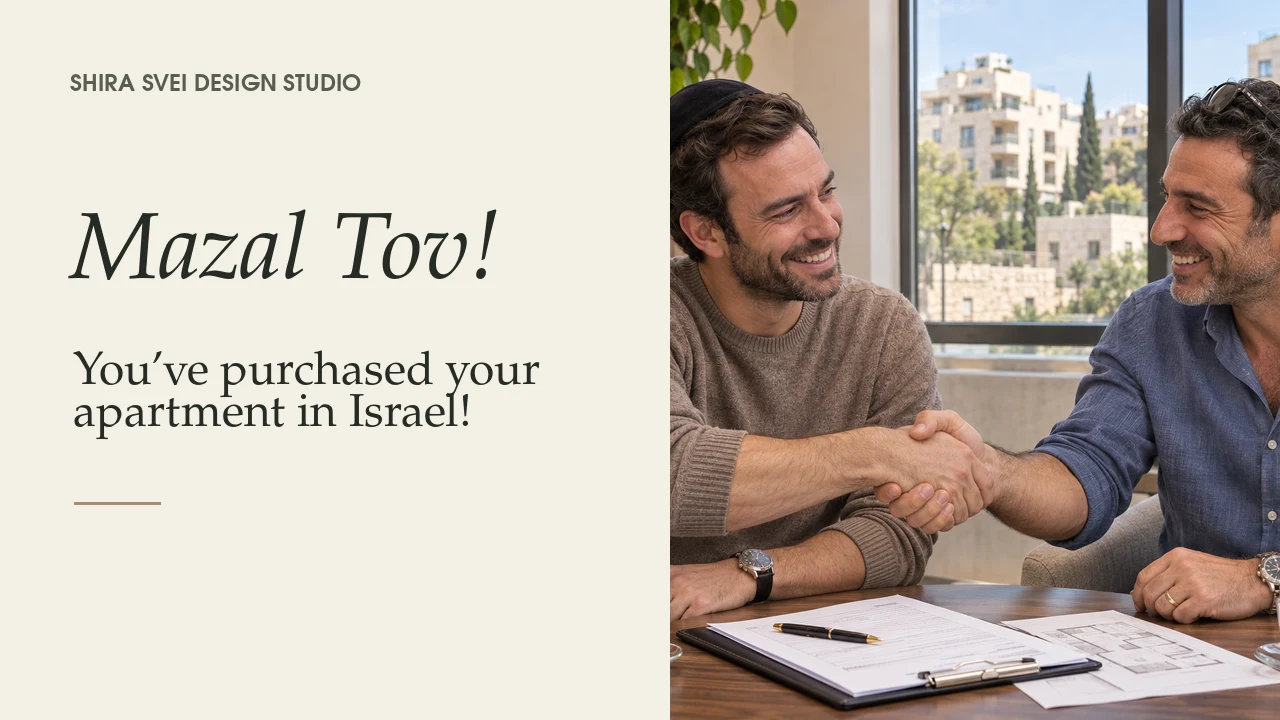 SHIRA SVEI DESIGN STUDIO
Mazal Tov!
You’ve purchased your
apartment in Israel!